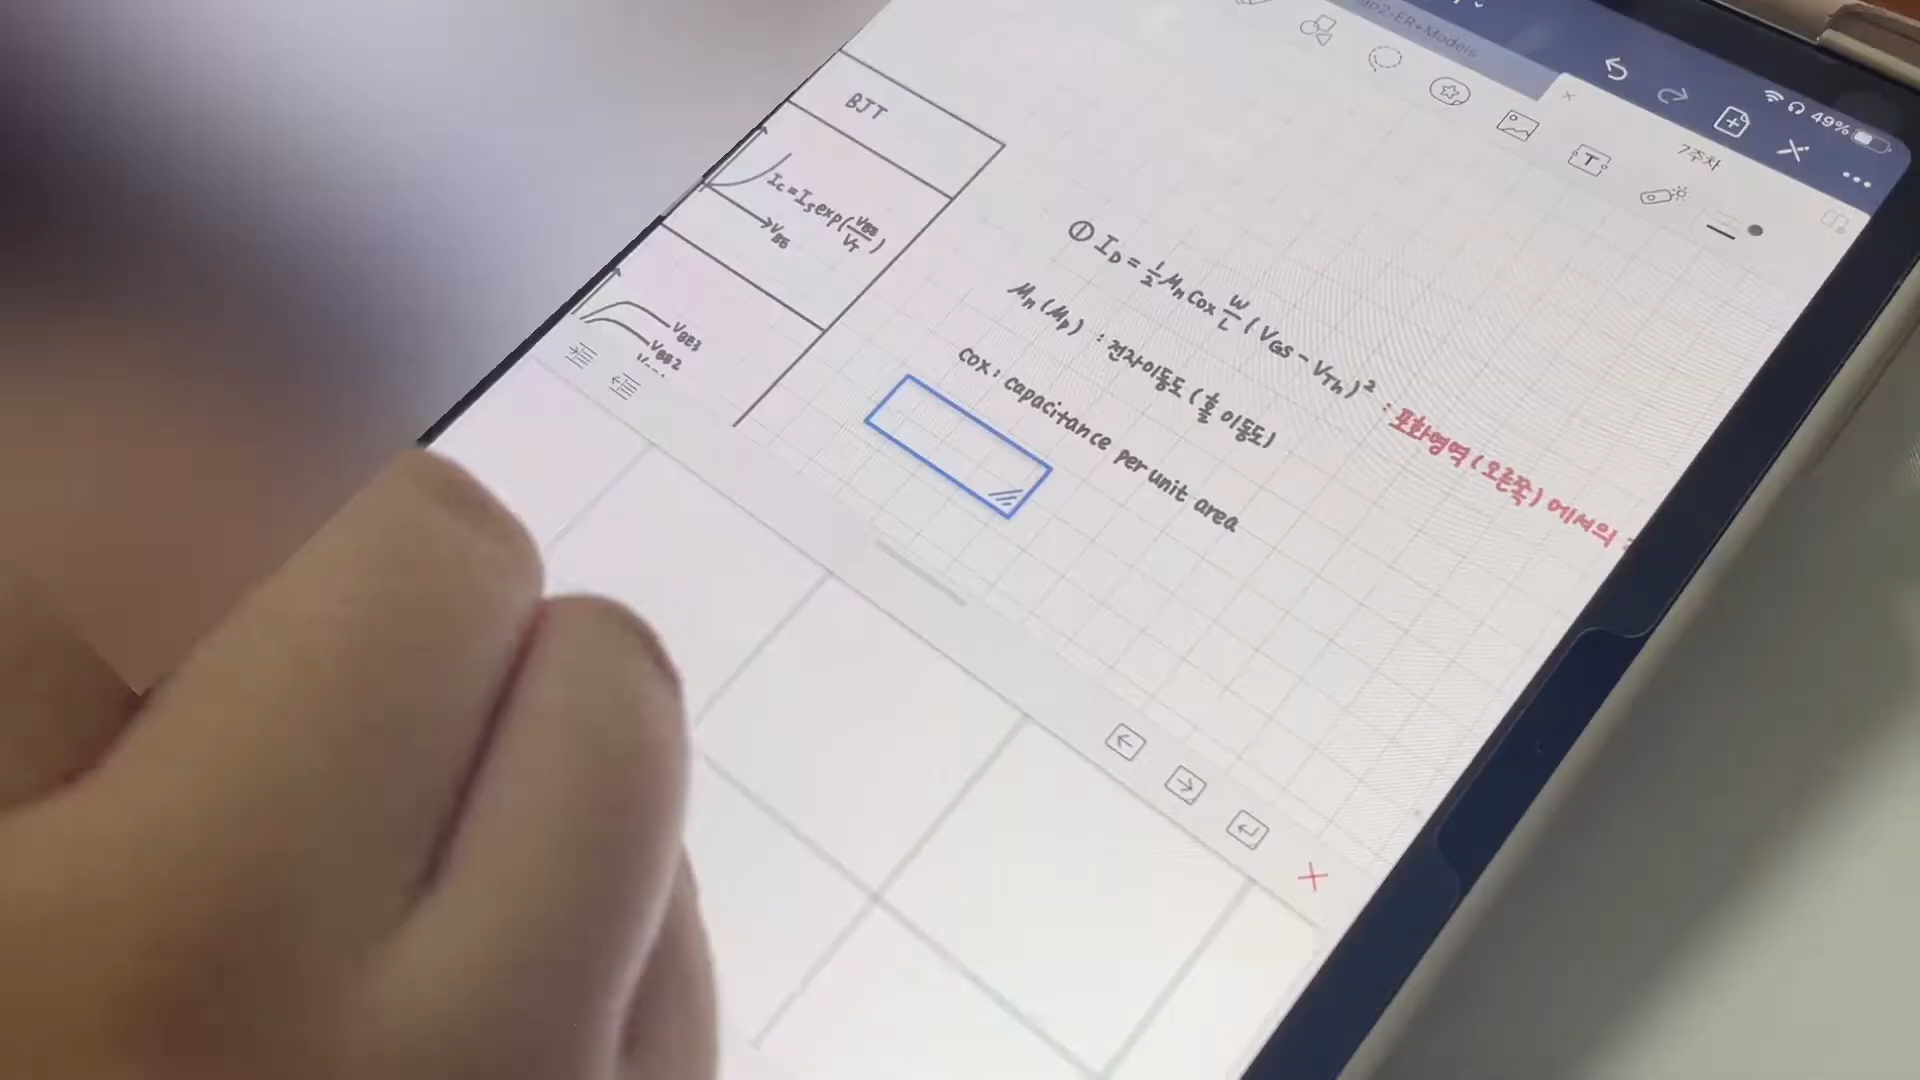 ER+Models
49%
7주차
BJT
I_C = I_S exp(V_BE/V_T)
V_BE
V_BE3
V_BE2
① I_D = 1/2 μ_n Cox W/L (V_GS - V_Th)² : 포화영역(오른쪽)에서의
μ_n(μ_p) : 전자이동도(홀 이동도)
Cox : capacitance per unit area